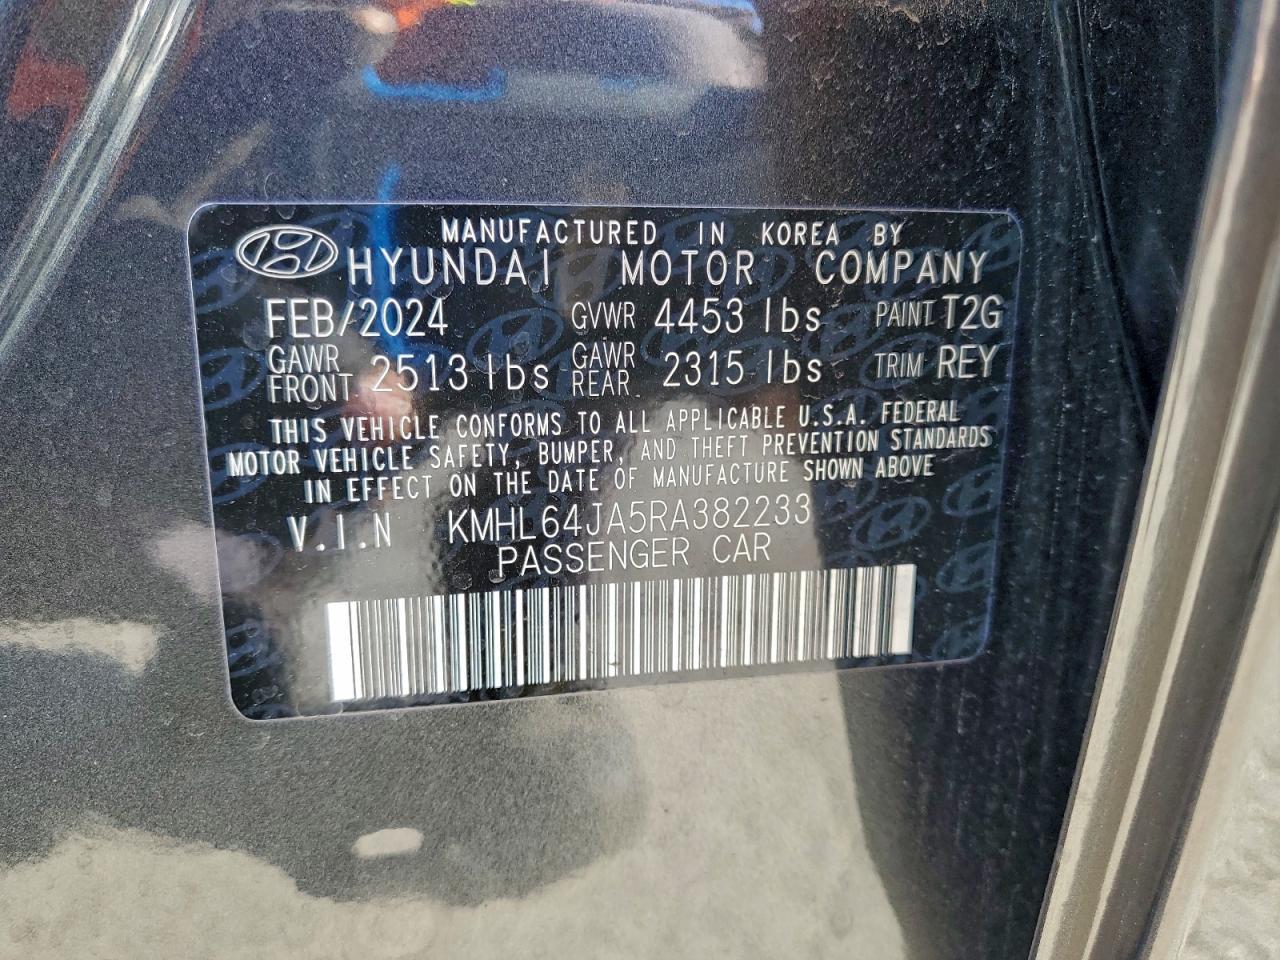 MANUFACTURED IN KOREA BY
HYUNDAI MOTOR COMPANY
FEB/2024 GVWR 4453 lbs PAINT T2G
GAWR FRONT 2513 lbs GAWR REAR 2315 lbs TRIM REY
THIS VEHICLE CONFORMS TO ALL APPLICABLE U.S.A. FEDERAL
MOTOR VEHICLE SAFETY, BUMPER, AND THEFT PREVENTION STANDARDS
IN EFFECT ON THE DATE OF MANUFACTURE SHOWN ABOVE
V.I.N KMHL64JA5RA382233
PASSENGER CAR